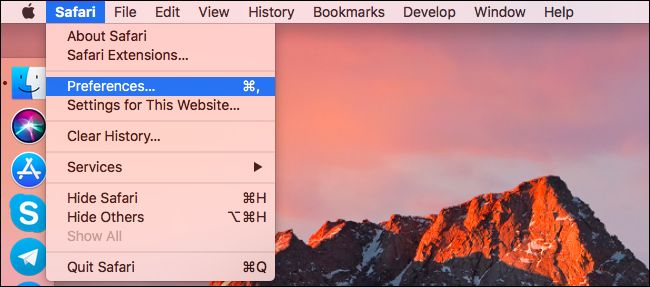 Safari File Edit View History Bookmarks Develop Window Help
About Safari
Safari Extensions...
Preferences... ⌘,
Settings for This Website...
Clear History...
Services ▶
Hide Safari ⌘H
Hide Others ⌥⌘H
Show All
Quit Safari ⌘Q